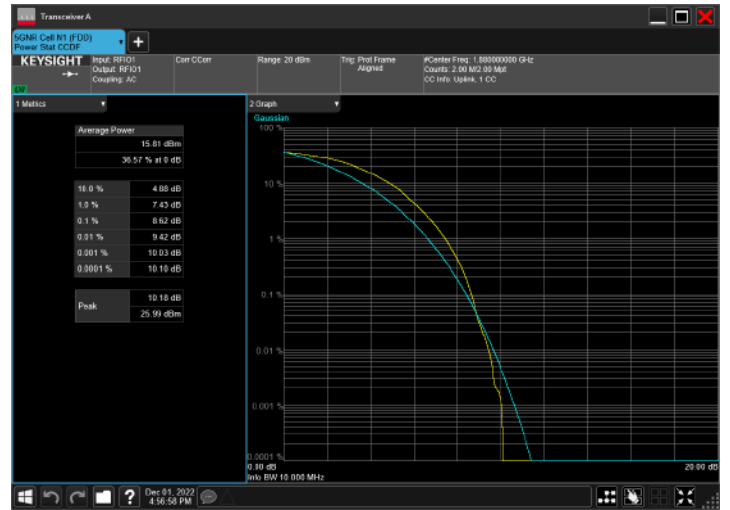 Transceiver A
5GNR Cell N1 (FDD)
Power Stat CCDF
KEYSIGHT
Input: RFIO1
Output: RFIO1
Coupling: AC
Corr CCorr
Range: 20 dBm
Trig: Prot Frame
Aligned
#Center Freq: 1.880000000 GHz
Counts: 2.00 M/2.00 Mpt
CC Info: Uplink, 1 CC
1 Metrics
Average Power
15.81 dBm
36.57 % at 0 dB
10.0 % 4.88 dB
1.0 % 7.43 dB
0.1 % 8.62 dB
0.01 % 9.42 dB
0.001 % 10.03 dB
0.0001 % 10.10 dB
Peak
10.18 dB
25.99 dBm
2 Graph
Gaussian
100 %
10 %
1 %
0.1 %
0.01 %
0.001 %
0.0001 %
0.00 dB
20.00 dB
Info BW 10.000 MHz
Dec 01, 2022
4:56:58 PM